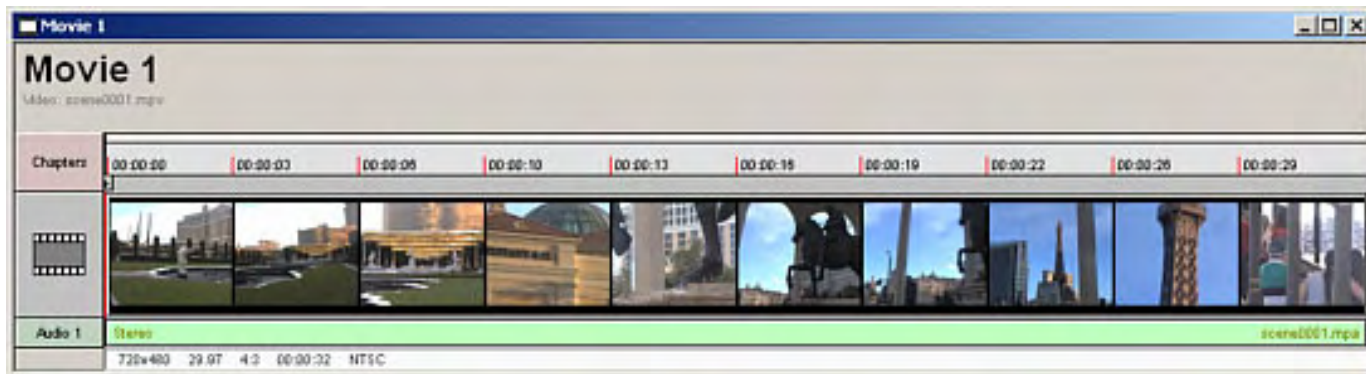 Movie 1
Movie 1
Video: scene0001.mpv
Chapters 00:00:00 00:00:03 00:00:06 00:00:10 00:00:13 00:00:16 00:00:19 00:00:22 00:00:26 00:00:29
Audio 1 Stereo scene0001.mpa
720x480 29.97 4:3 00:00:32 NTSC